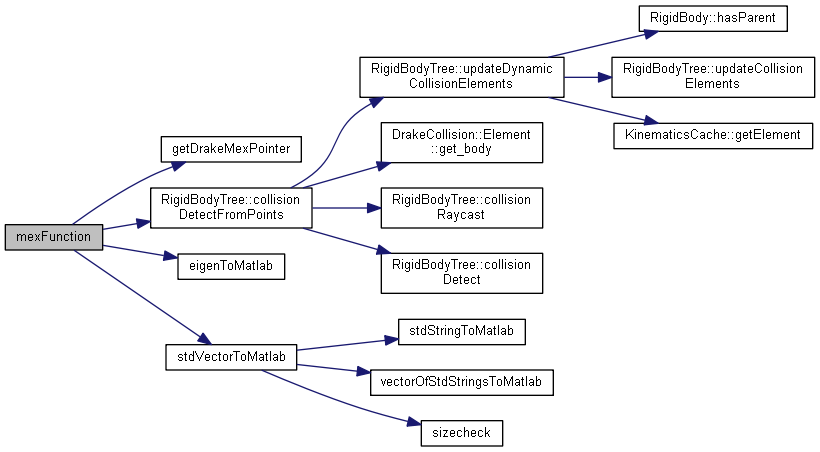 RigidBody::hasParent
RigidBodyTree::updateDynamic
CollisionElements
RigidBodyTree::updateCollision
Elements
KinematicsCache::getElement
getDrakeMexPointer
DrakeCollision::Element
::get_body
RigidBodyTree::collision
DetectFromPoints
RigidBodyTree::collision
Raycast
mexFunction
eigenToMatlab
RigidBodyTree::collision
Detect
stdVectorToMatlab
stdStringToMatlab
vectorOfStdStringsToMatlab
sizecheck